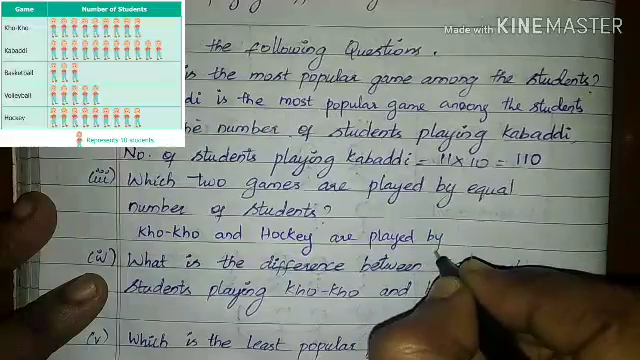 Game Number of Students
Kho-Kho
Kabaddi
Basketball
Volleyball
Hockey
Represents 10 students
Made with KINEMASTER
the following Questions.
is the most popular game among the students?
di is the most popular game among the students
the number of students playing kabaddi.
No. of students playing kabaddi = 11 × 10 = 110
(iii) Which two games are played by equal
number of students?
Kho-kho and Hockey are played by
(iv) What is the difference between
students playing kho-kho and
(v) Which is the least popular